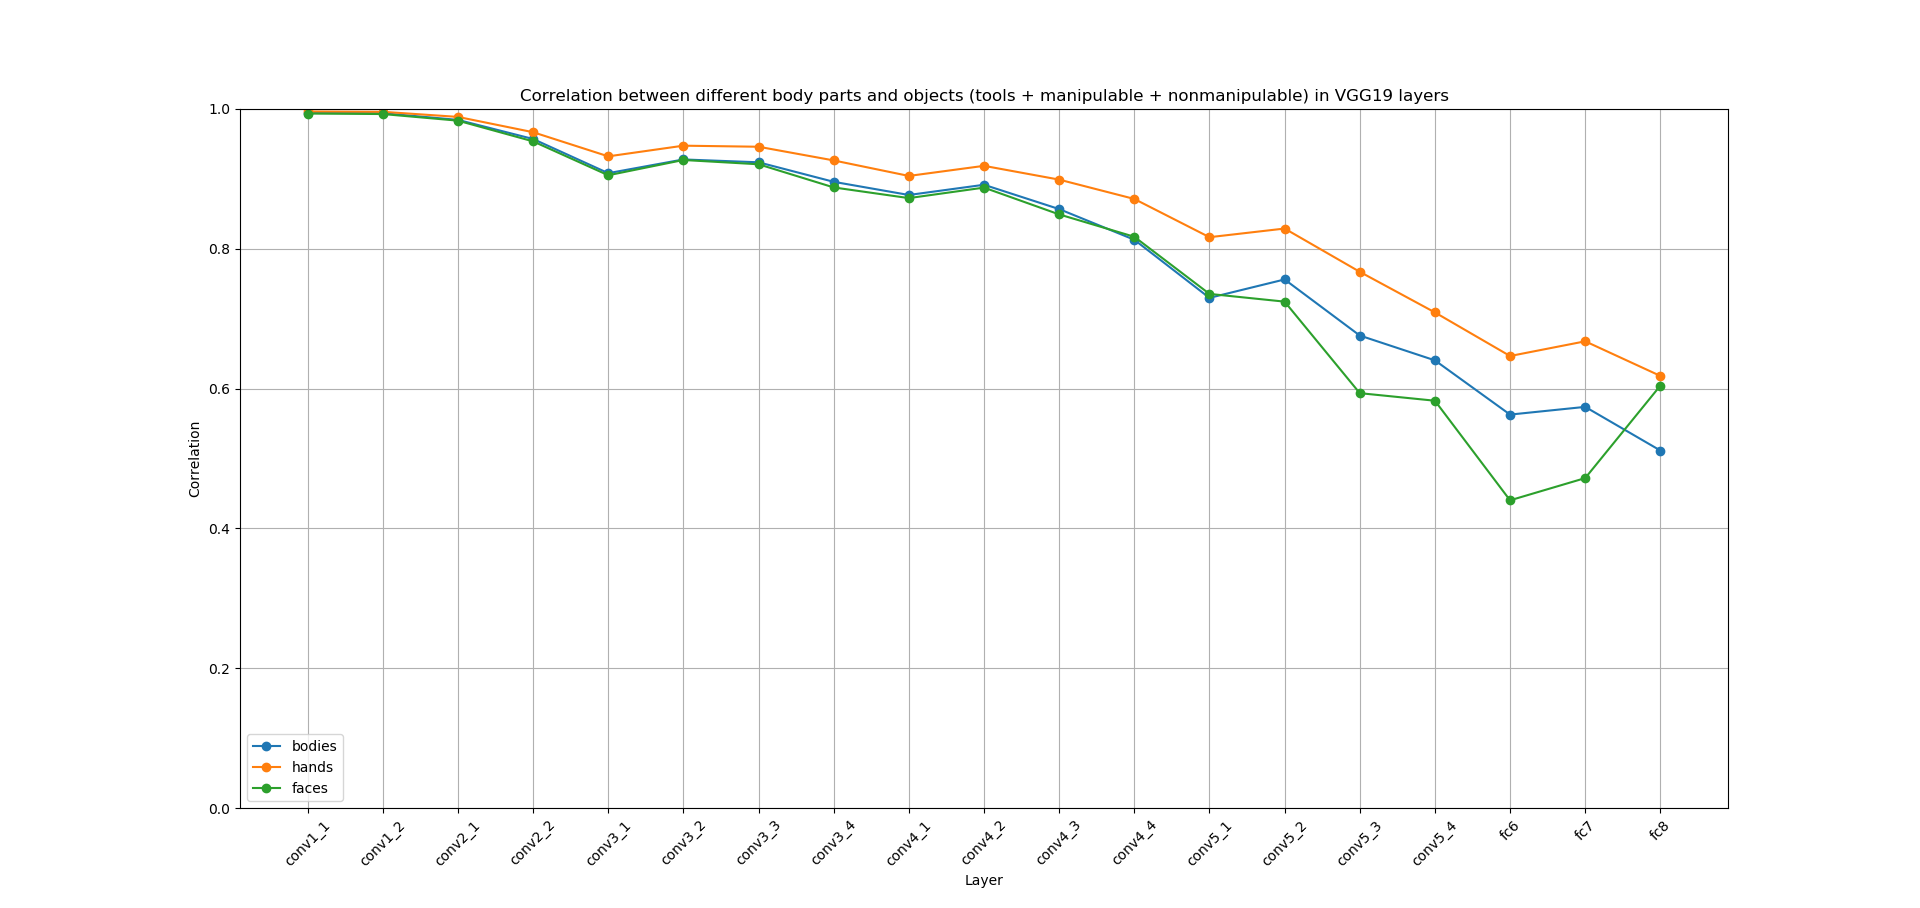 Correlation between different body parts and objects (tools + manipulable + nonmanipulable) in VGG19 layers
1.0
0.8
0.6
0.4
0.2
0.0
Correlation
bodies
hands
faces
conv1_1
conv1_2
conv2_1
conv2_2
conv3_1
conv3_2
conv3_3
conv3_4
conv4_1
conv4_2
conv4_3
conv4_4
conv5_1
conv5_2
conv5_3
conv5_4
fc6
fc7
fc8
Layer